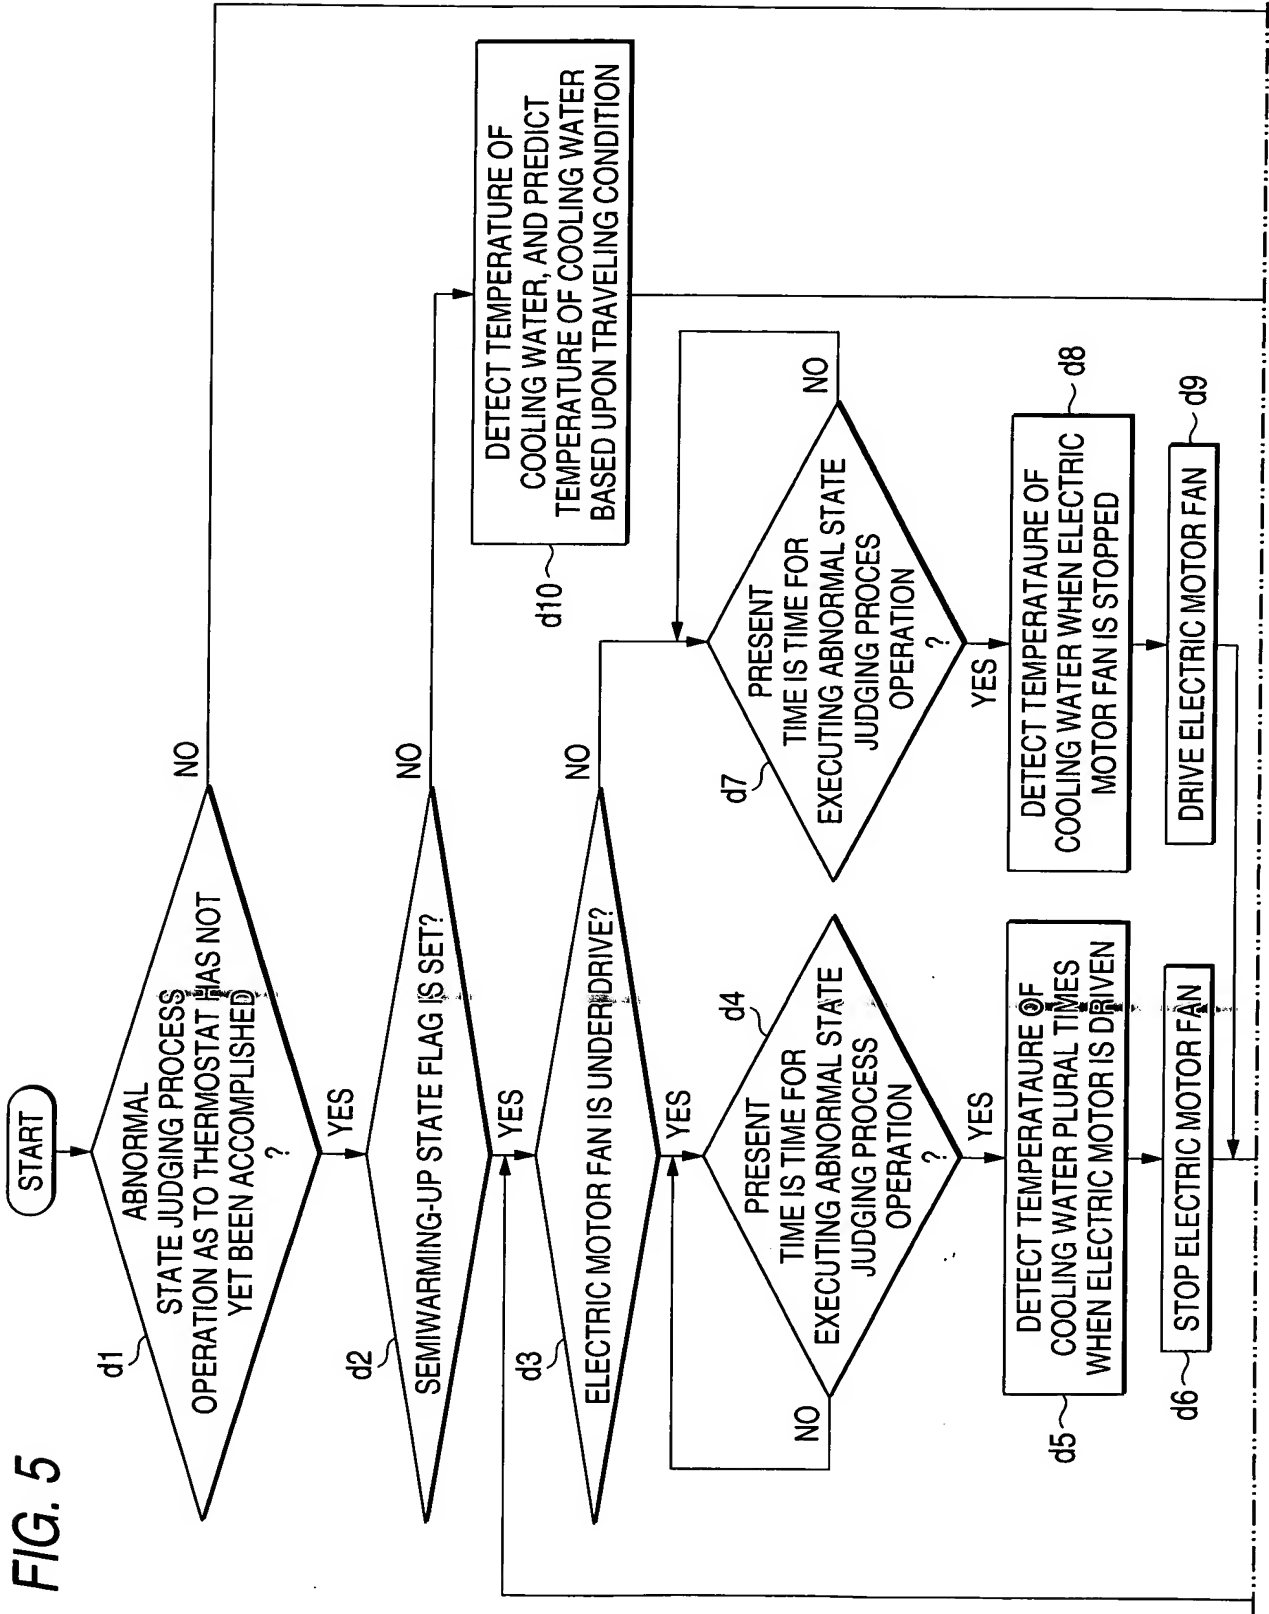 FIG. 5
START
d1
ABNORMAL
STATE JUDGING PROCESS
OPERATION AS TO THERMOSTAT HAS NOT
YET BEEN ACCOMPLISHED
?
NO
YES
d2
SEMIWARMING-UP STATE FLAG IS SET?
NO
YES
d3
ELECTRIC MOTOR FAN IS UNDERDRIVE?
NO
YES
d4
PRESENT
TIME IS TIME FOR
EXECUTING ABNORMAL STATE
JUDGING PROCESS
OPERATION
?
NO
YES
d5
DETECT TEMPERATAURE OF
COOLING WATER PLURAL TIMES
WHEN ELECTRIC MOTOR IS DRIVEN
d6
STOP ELECTRIC MOTOR FAN
d7
PRESENT
TIME IS TIME FOR
EXECUTING ABNORMAL STATE
JUDGING PROCES
OPERATION
?
NO
YES
d8
DETECT TEMPERATAURE OF
COOLING WATER WHEN ELECTRIC
MOTOR FAN IS STOPPED
d9
DRIVE ELECTRIC MOTOR FAN
d10
DETECT TEMPERATURE OF
COOLING WATER, AND PREDICT
TEMPERATURE OF COOLING WATER
BASED UPON TRAVELING CONDITION